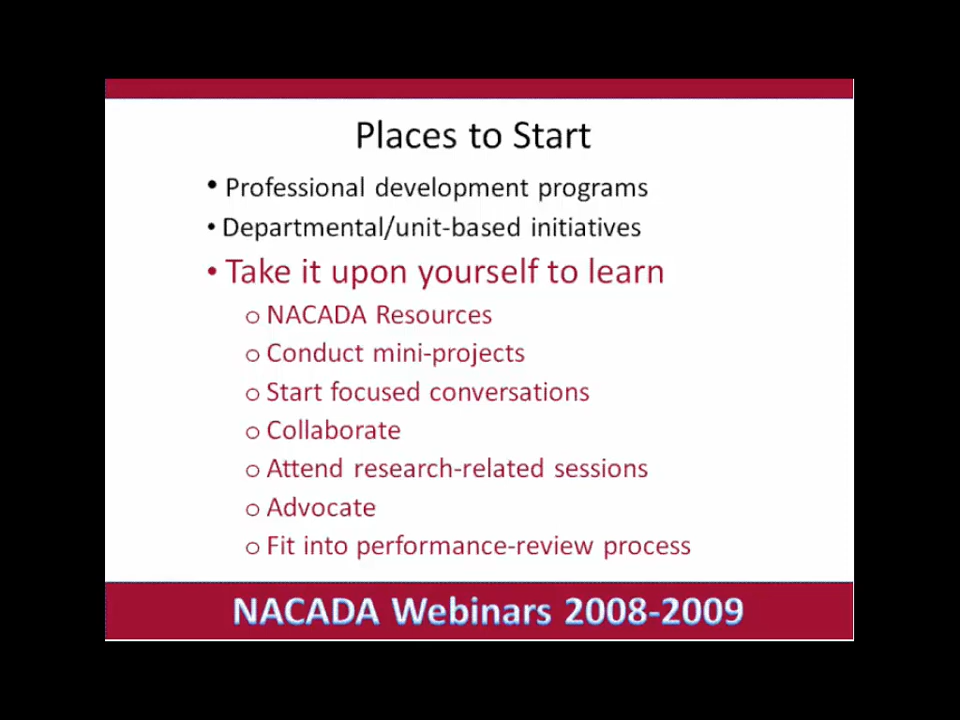 Places to Start
• Professional development programs
• Departmental/unit-based initiatives
• Take it upon yourself to learn
o NACADA Resources
o Conduct mini-projects
o Start focused conversations
o Collaborate
o Attend research-related sessions
o Advocate
o Fit into performance-review process
NACADA Webinars 2008-2009